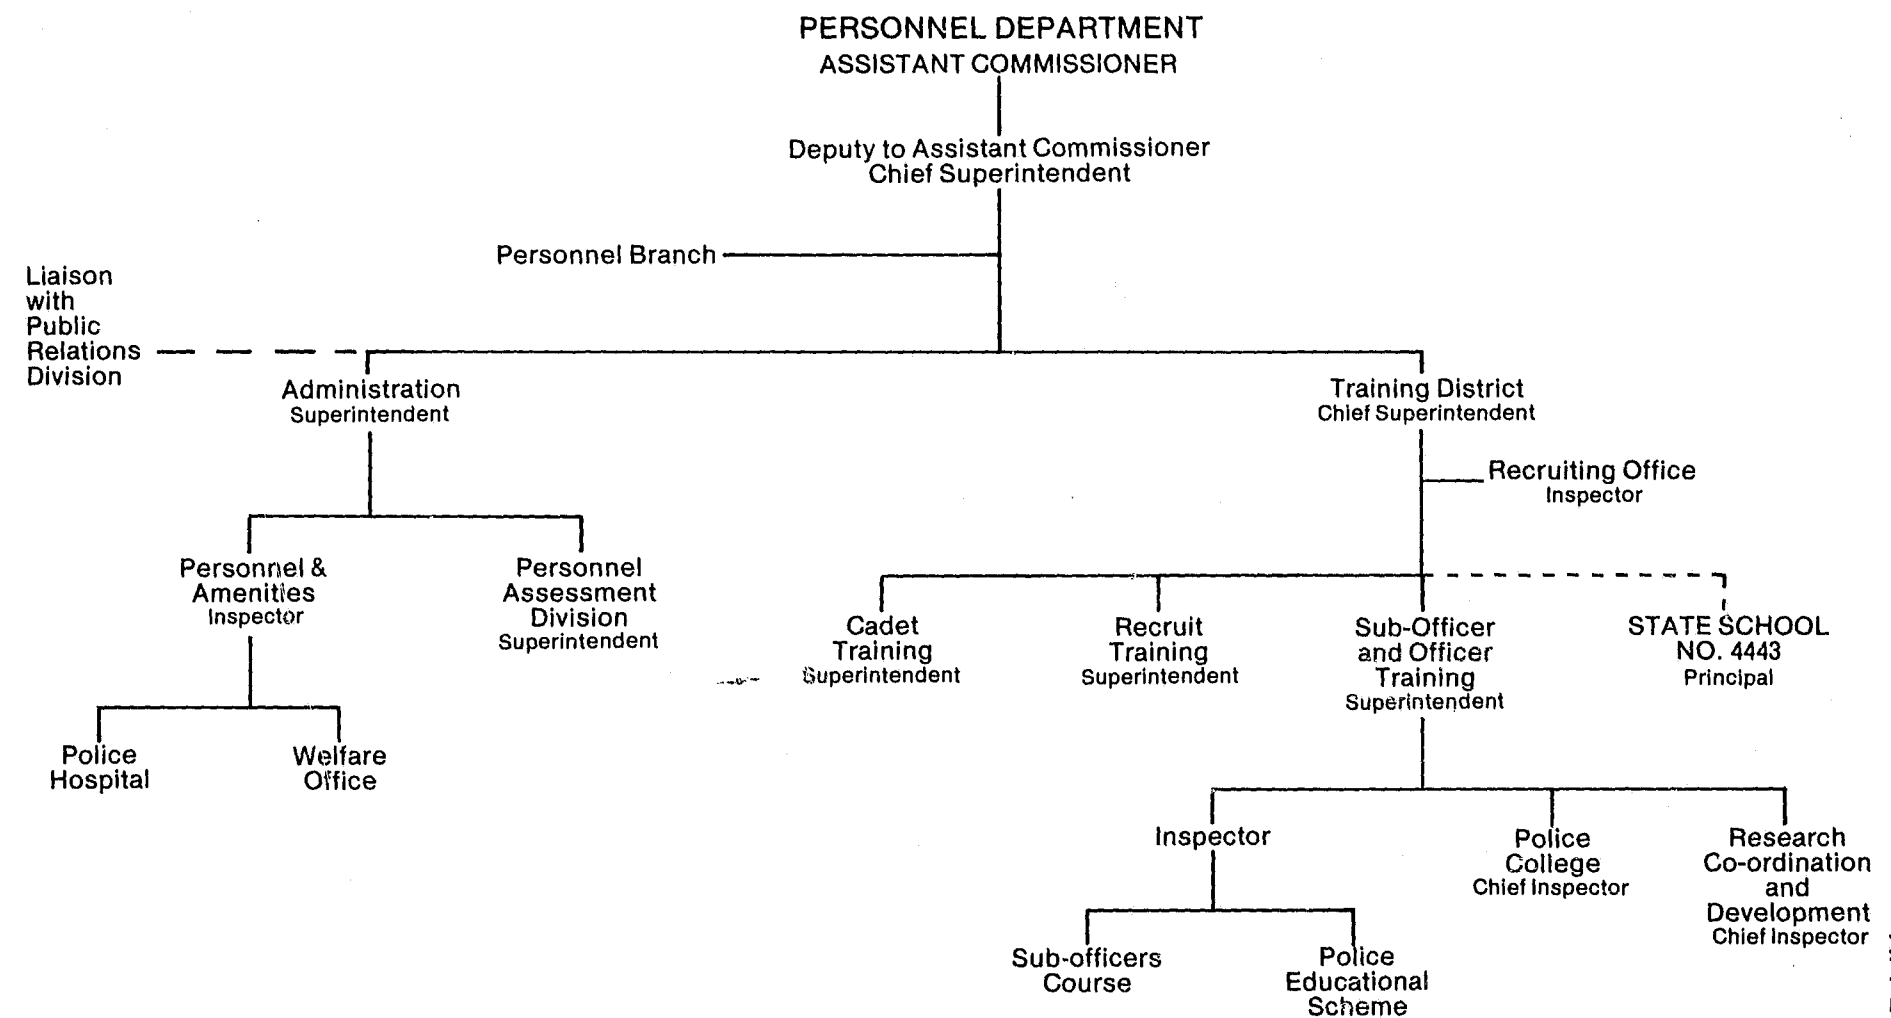 PERSONNEL DEPARTMENT
ASSISTANT COMMISSIONER
Deputy to Assistant Commissioner
Chief Superintendent
Personnel Branch
Liaison
with
Public
Relations
Division
Administration
Superintendent
Training District
Chief Superintendent
Recruiting Office
Inspector
Personnel &
Amenities
Inspector
Personnel
Assessment
Division
Superintendent
Cadet
Training
Superintendent
Recruit
Training
Superintendent
Sub-Officer
and Officer
Training
Superintendent
STATE SCHOOL
NO. 4443
Principal
Police
Hospital
Welfare
Office
Inspector
Police
College
Chief Inspector
Research
Co-ordination
and
Development
Chief Inspector
Sub-officers
Course
Police
Educational
Scheme